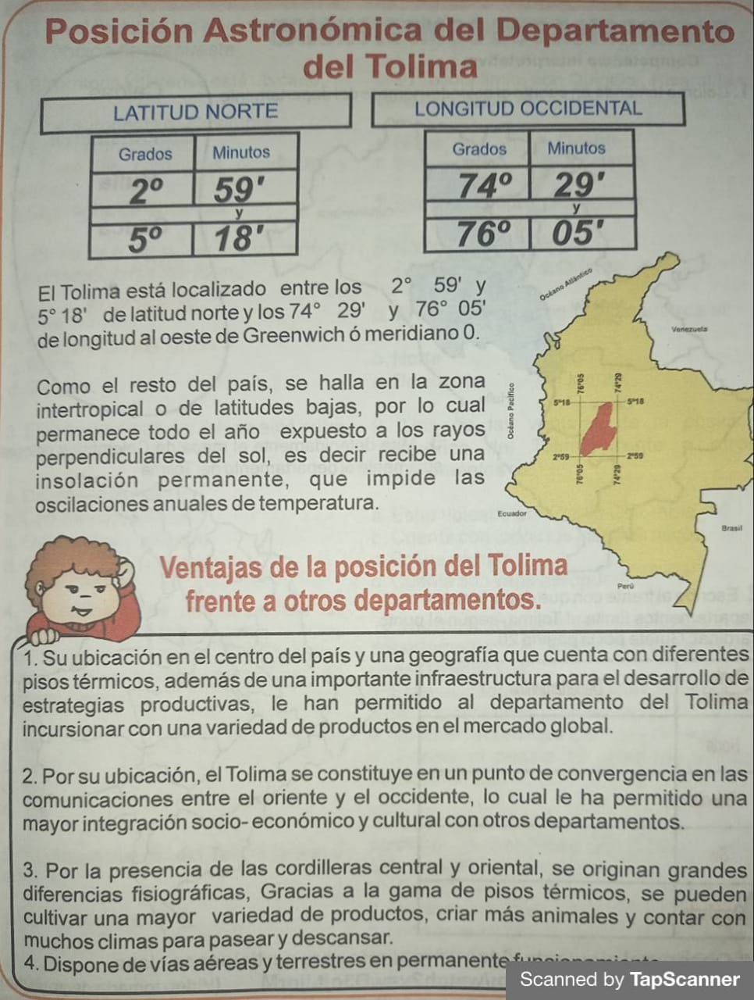 Posición Astronómica del Departamento
del Tolima
LATITUD NORTE
Grados Minutos
2° 59'
y
5° 18'
LONGITUD OCCIDENTAL
Grados Minutos
74° 29'
y
76° 05'
El Tolima está localizado entre los 2° 59' y
5° 18' de latitud norte y los 74° 29' y 76° 05'
de longitud al oeste de Greenwich ó meridiano 0.
Como el resto del país, se halla en la zona
intertropical o de latitudes bajas, por lo cual
permanece todo el año expuesto a los rayos
perpendiculares del sol, es decir recibe una
insolación permanente, que impide las
oscilaciones anuales de temperatura.
Océano Atlántico
Venezuela
Océano Pacífico
76°05
74°29
5°18
5°18
2°59
2°59
76°05
74°29
Ecuador
Brasil
Perú
Ventajas de la posición del Tolima
frente a otros departamentos.
1. Su ubicación en el centro del país y una geografía que cuenta con diferentes
pisos térmicos, además de una importante infraestructura para el desarrollo de
estrategias productivas, le han permitido al departamento del Tolima
incursionar con una variedad de productos en el mercado global.
2. Por su ubicación, el Tolima se constituye en un punto de convergencia en las
comunicaciones entre el oriente y el occidente, lo cual le ha permitido una
mayor integración socio- económico y cultural con otros departamentos.
3. Por la presencia de las cordilleras central y oriental, se originan grandes
diferencias fisiográficas, Gracias a la gama de pisos térmicos, se pueden
cultivar una mayor variedad de productos, criar más animales y contar con
muchos climas para pasear y descansar.
4. Dispone de vías aéreas y terrestres en permanente
Scanned by TapScanner